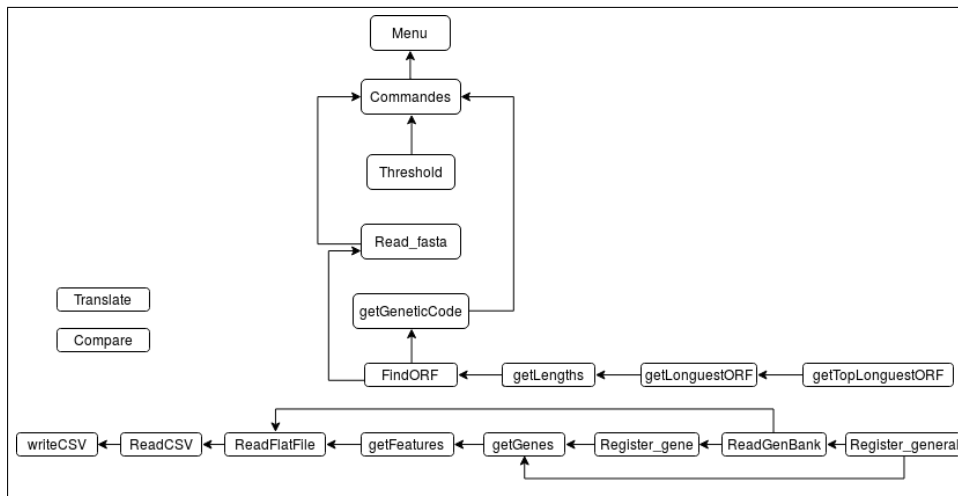 Menu
Commandes
Threshold
Read_fasta
Translate
getGeneticCode
Compare
FindORF
getLengths
getLonguestORF
getTopLonguestORF
writeCSV
ReadCSV
ReadFlatFile
getFeatures
getGenes
Register_gene
ReadGenBank
Register_general